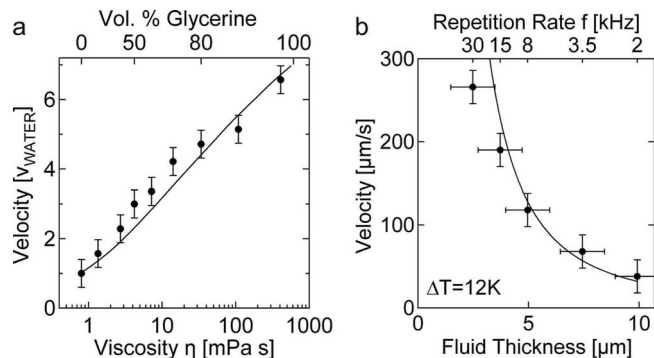 a
Vol. % Glycerine
0 50 80 100
Velocity [vWATER]
6
4
2
0
1 10 100 1000
Viscosity η [mPa s]
b
Repetition Rate f [kHz]
30 15 8 3.5 2
Velocity [µm/s]
300
200
100
0
ΔT=12K
0 5 10
Fluid Thickness [µm]